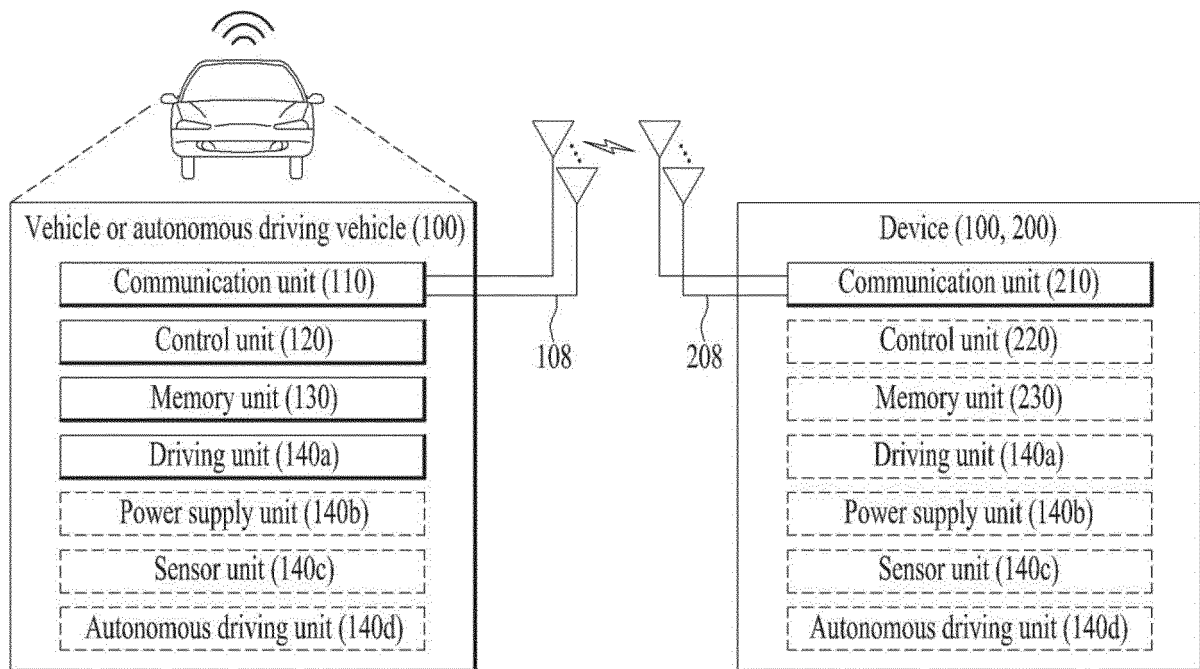 Vehicle or autonomous driving vehicle (100)
Communication unit (110)
Control unit (120)
Memory unit (130)
Driving unit (140a)
Power supply unit (140b)
Sensor unit (140c)
Autonomous driving unit (140d)
108
208
Device (100, 200)
Communication unit (210)
Control unit (220)
Memory unit (230)
Driving unit (140a)
Power supply unit (140b)
Sensor unit (140c)
Autonomous driving unit (140d)